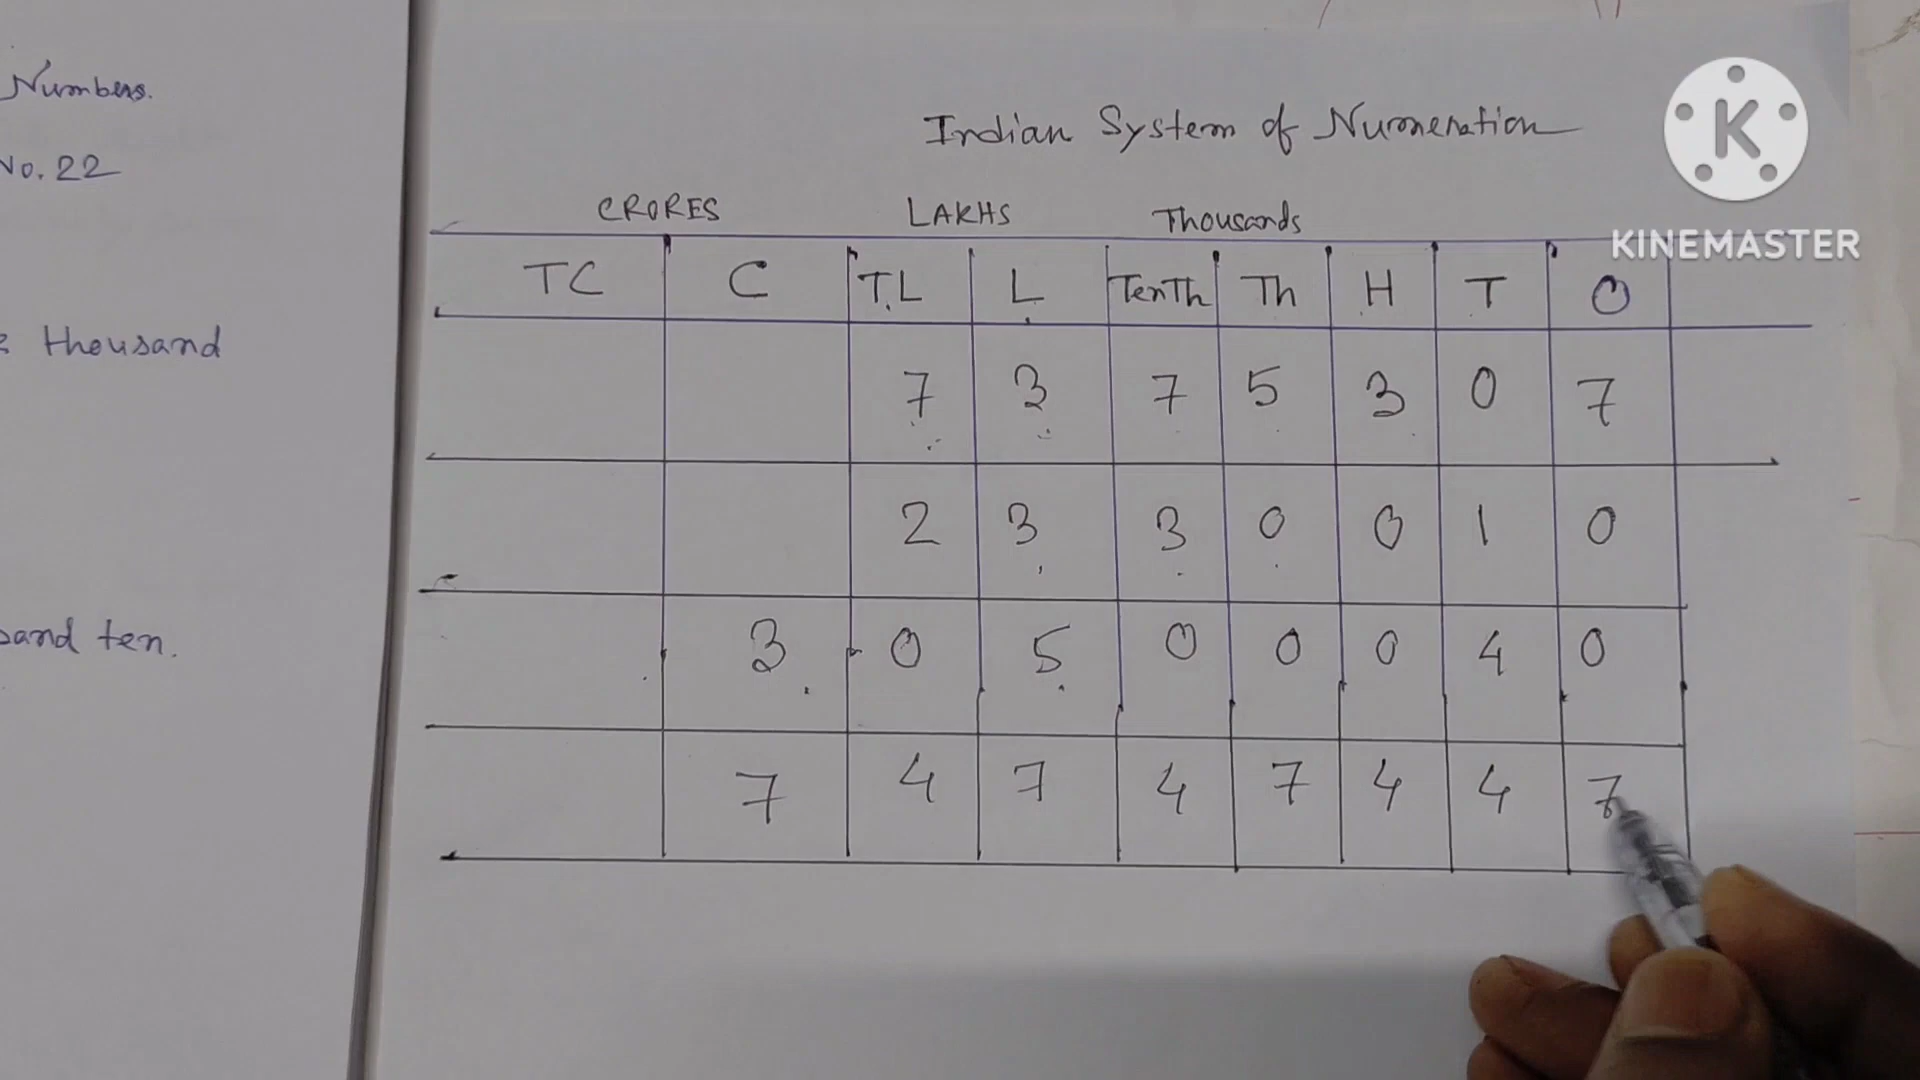 Numbers.
No. 22
thousand
sand ten.
Indian System of Numeration
CRORES LAKHS Thousands
TC C T.L L TenTh Th H T O
7 3 7 5 3 0 7
2 3 3 0 0 1 0
3 0 5 0 0 0 4 0
7 4 7 4 7 4 4 7
K
KINEMASTER